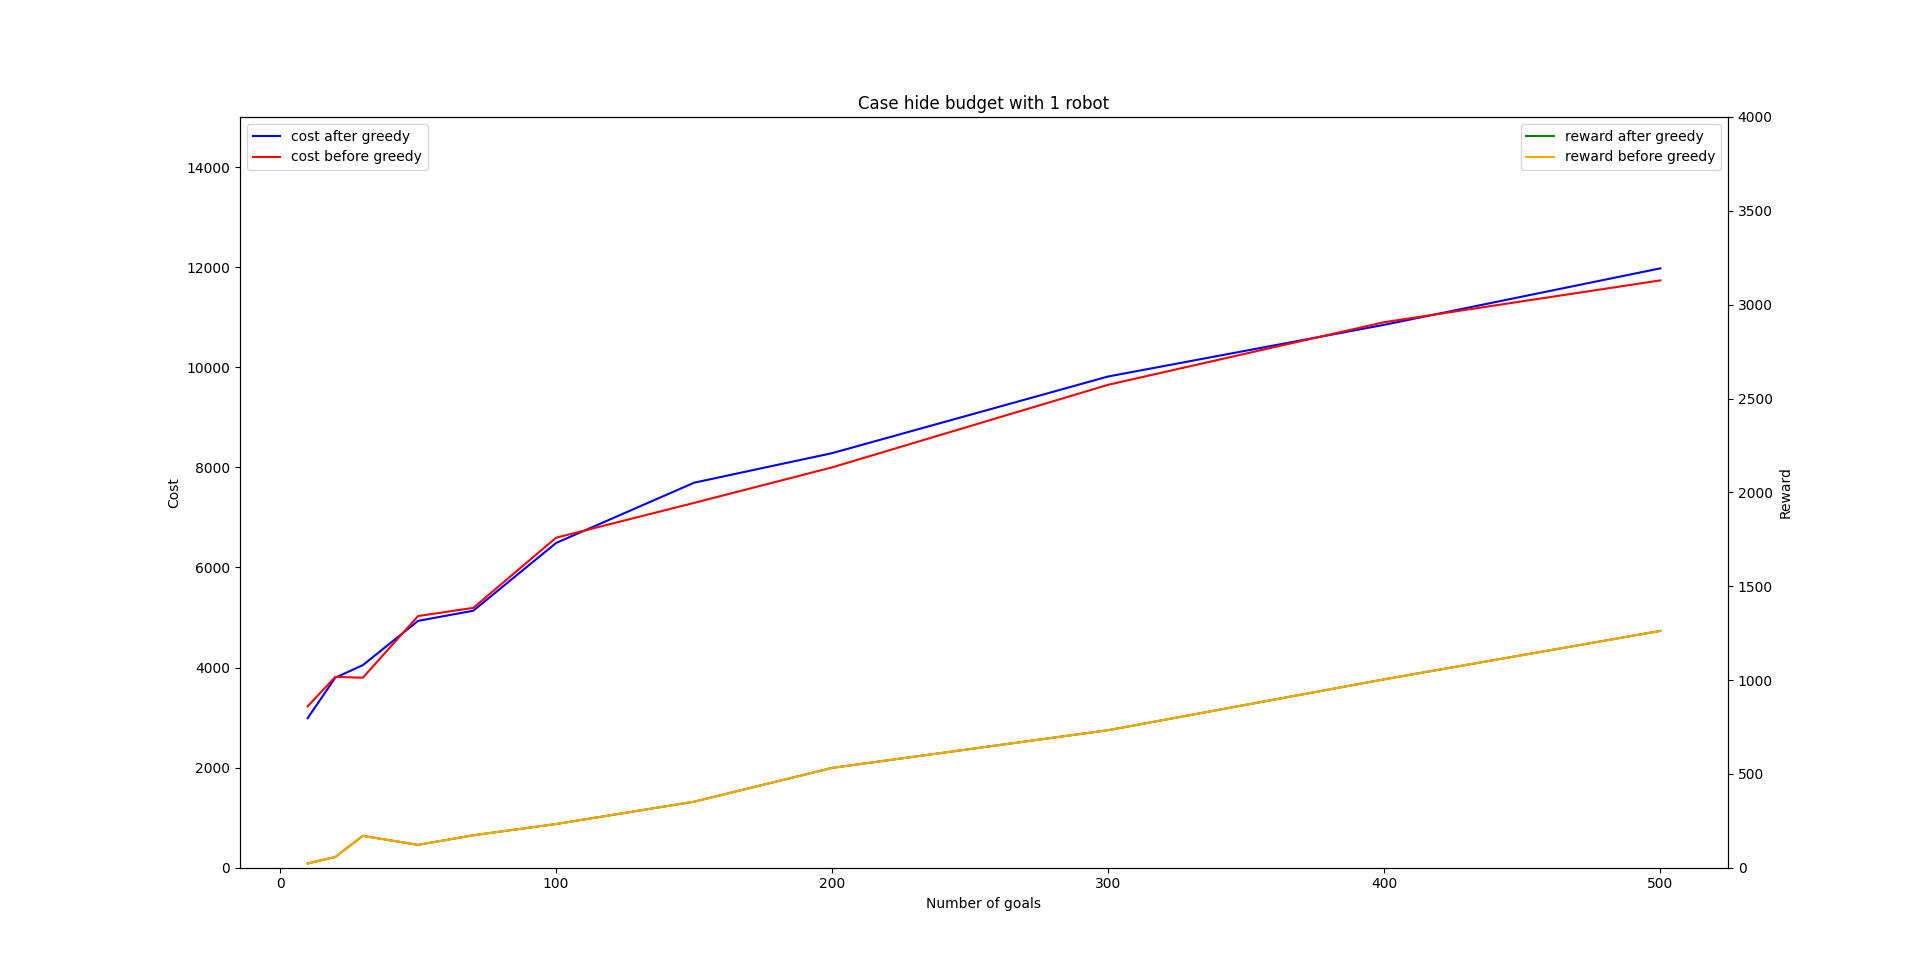 Case hide budget with 1 robot
cost after greedy
cost before greedy
reward after greedy
reward before greedy
14000
12000
10000
8000
6000
4000
2000
0
Cost
4000
3500
3000
2500
2000
1500
1000
500
0
Reward
0 100 200 300 400 500
Number of goals